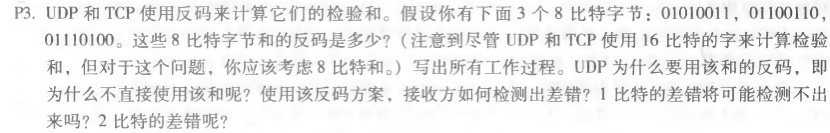 P3. UDP 和 TCP 使用反码来计算它们的检验和。假设你有下面 3 个 8 比特字节：01010011，01100110，
01110100。这些 8 比特字节和的反码是多少？（注意到尽管 UDP 和 TCP 使用 16 比特的字来计算检验
和，但对于这个问题，你应该考虑 8 比特和。）写出所有工作过程。UDP 为什么要用该和的反码，即
为什么不直接使用该和呢？使用该反码方案，接收方如何检测出差错？1 比特的差错将可能检测不出
来吗？2 比特的差错呢？